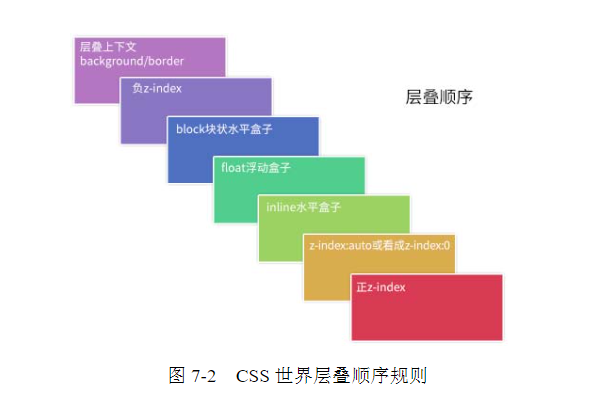 层叠上下文
background/border
负z-index
层叠顺序
block块状水平盒子
float浮动盒子
inline水平盒子
z-index:auto或看成z-index:0
正z-index
图 7-2 CSS 世界层叠顺序规则